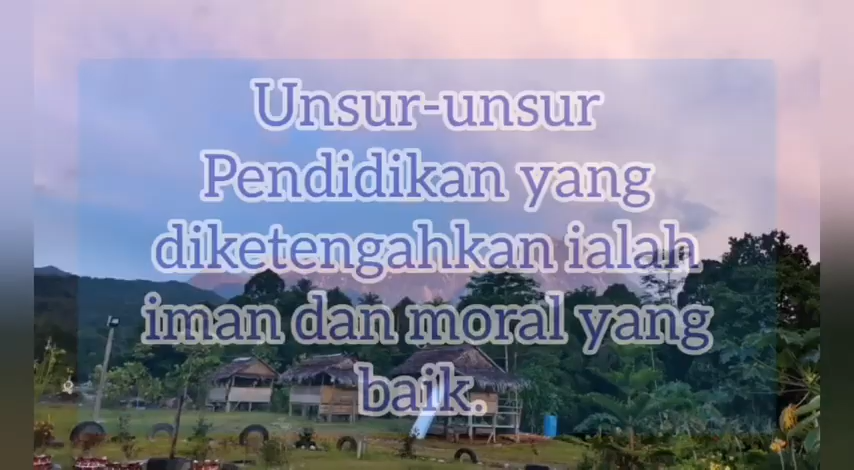 Unsur-unsur
Pendidikan yang
diketengahkan ialah
iman dan moral yang
baik.